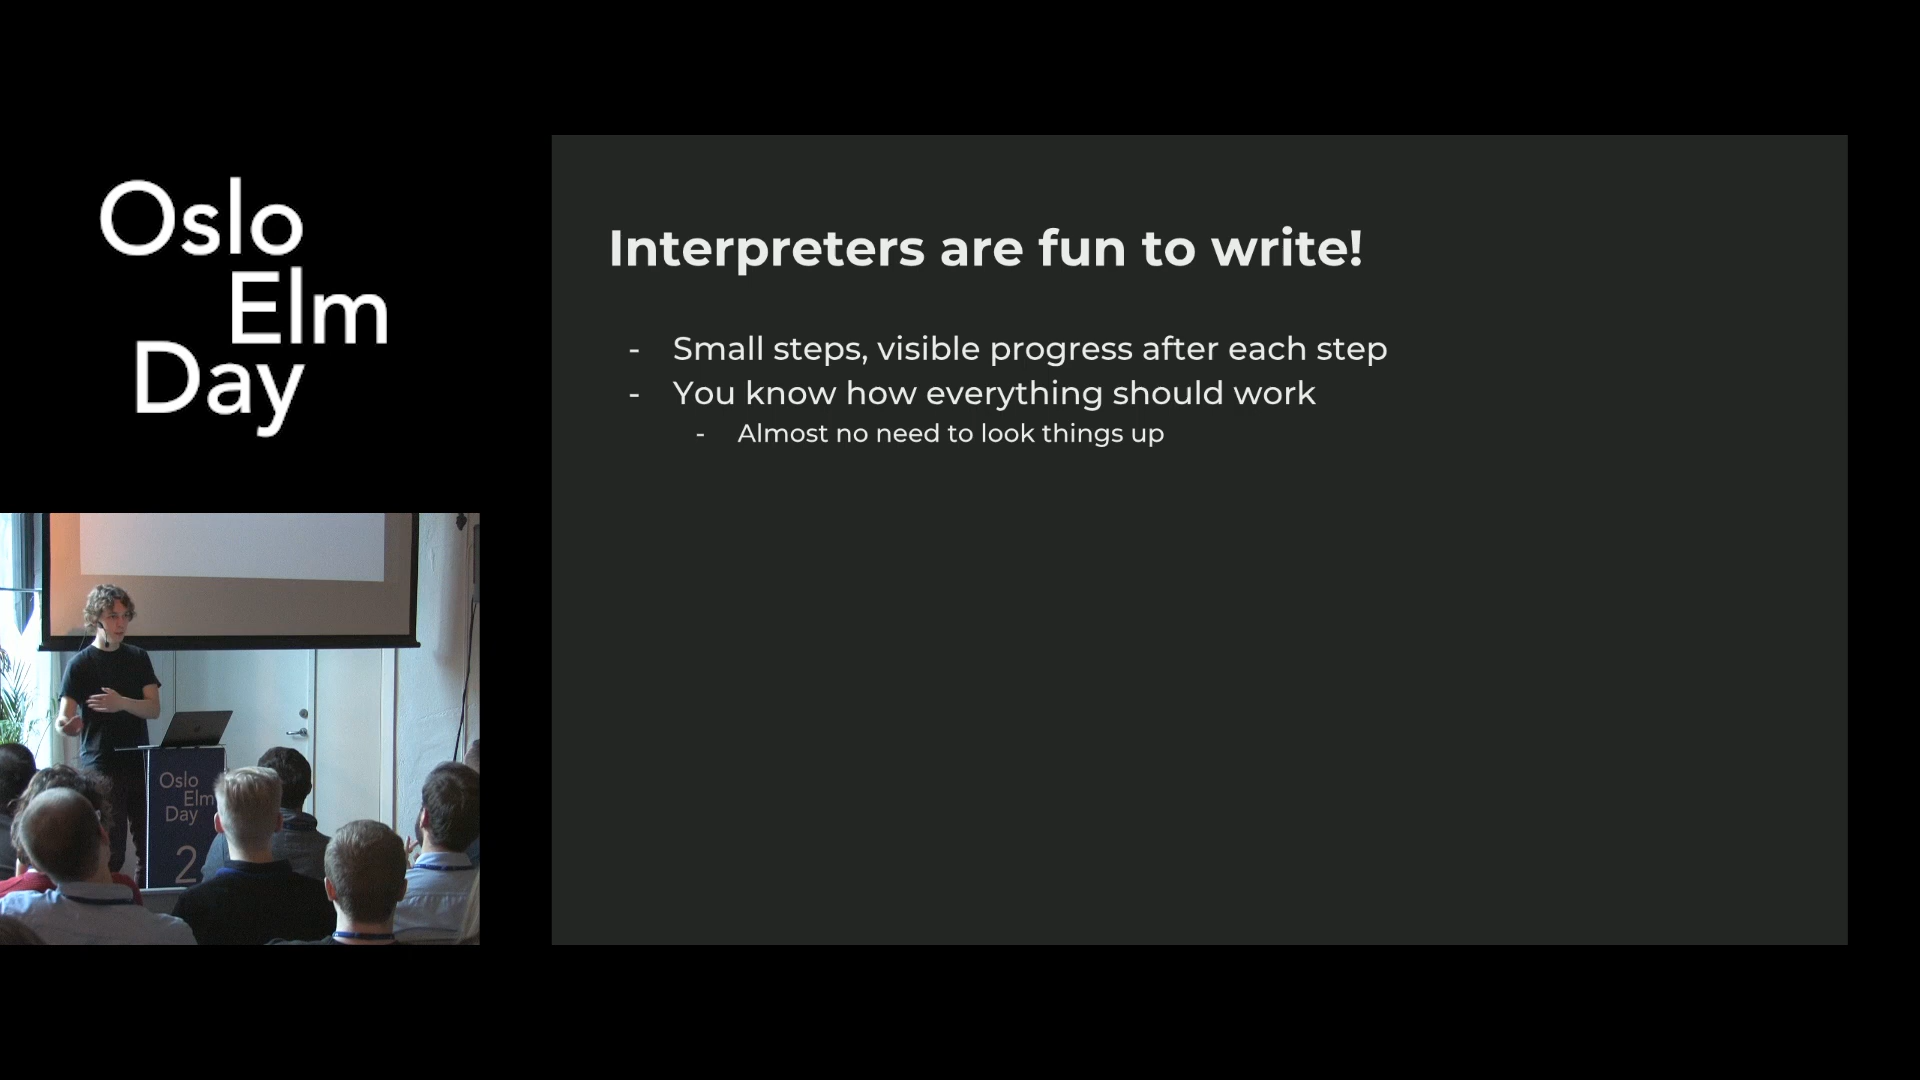 Oslo
Elm
Day
Interpreters are fun to write!
- Small steps, visible progress after each step
- You know how everything should work
- Almost no need to look things up
Oslo
Elm
Day
2